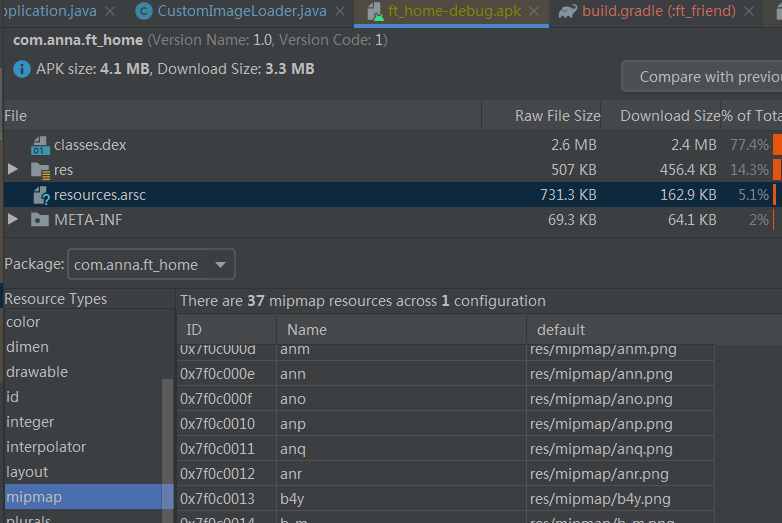 pplication.java CustomImageLoader.java ft_home-debug.apk build.gradle (:ft_friend)
com.anna.ft_home (Version Name: 1.0, Version Code: 1)
APK size: 4.1 MB, Download Size: 3.3 MB
Compare with previou
File Raw File Size Download Size % of Tota
classes.dex 2.6 MB 2.4 MB 77.4%
res 507 KB 456.4 KB 14.3%
resources.arsc 731.3 KB 162.9 KB 5.1%
META-INF 69.3 KB 64.1 KB 2%
Package: com.anna.ft_home
Resource Types There are 37 mipmap resources across 1 configuration
color
dimen
drawable
id
integer
interpolator
layout
mipmap
plurals
ID Name default
0x7f0c000d anm res/mipmap/anm.png
0x7f0c000e ann res/mipmap/ann.png
0x7f0c000f ano res/mipmap/ano.png
0x7f0c0010 anp res/mipmap/anp.png
0x7f0c0011 anq res/mipmap/anq.png
0x7f0c0012 anr res/mipmap/anr.png
0x7f0c0013 b4y res/mipmap/b4y.png
0x7f0c0014